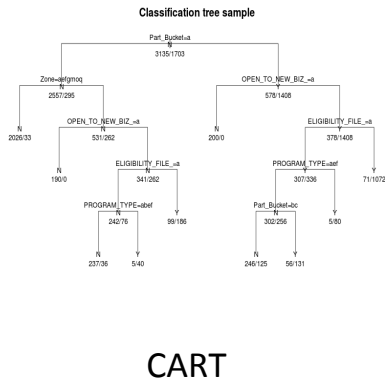 Classification tree sample
Part_Bucket=a
N
3135/1703
Zone=aefgmoq
N
2557/295
OPEN_TO_NEW_BIZ_=a
Y
578/1408
N
2026/33
OPEN_TO_NEW_BIZ_=a
N
531/262
N
200/0
ELIGIBILITY_FILE_=a
Y
378/1408
N
190/0
ELIGIBILITY_FILE_=a
N
341/262
PROGRAM_TYPE=aef
Y
307/336
Y
71/1072
PROGRAM_TYPE=abef
N
242/76
Y
99/186
Part_Bucket=bc
N
302/256
Y
5/80
N
237/36
Y
5/40
N
246/125
Y
56/131
CART